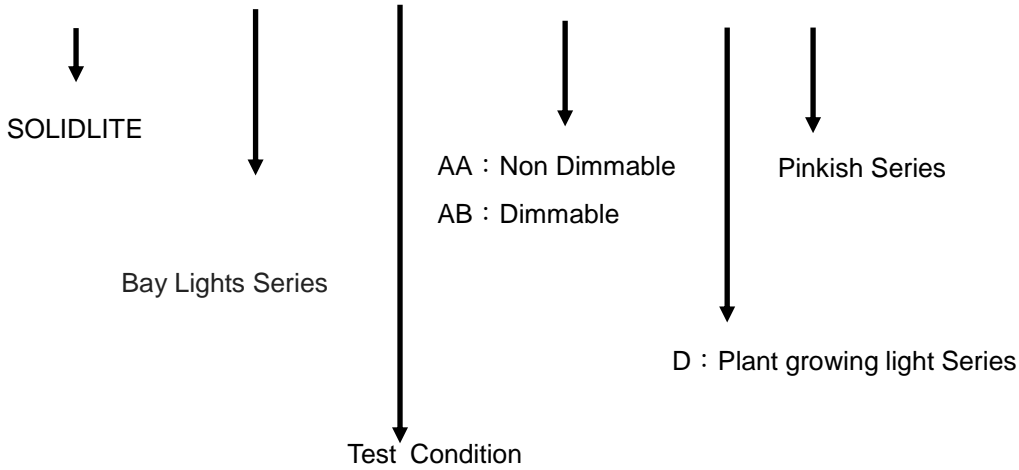 SOLIDLITE
AA：Non Dimmable
AB：Dimmable
Pinkish Series
Bay Lights Series
D：Plant growing light Series
Test Condition